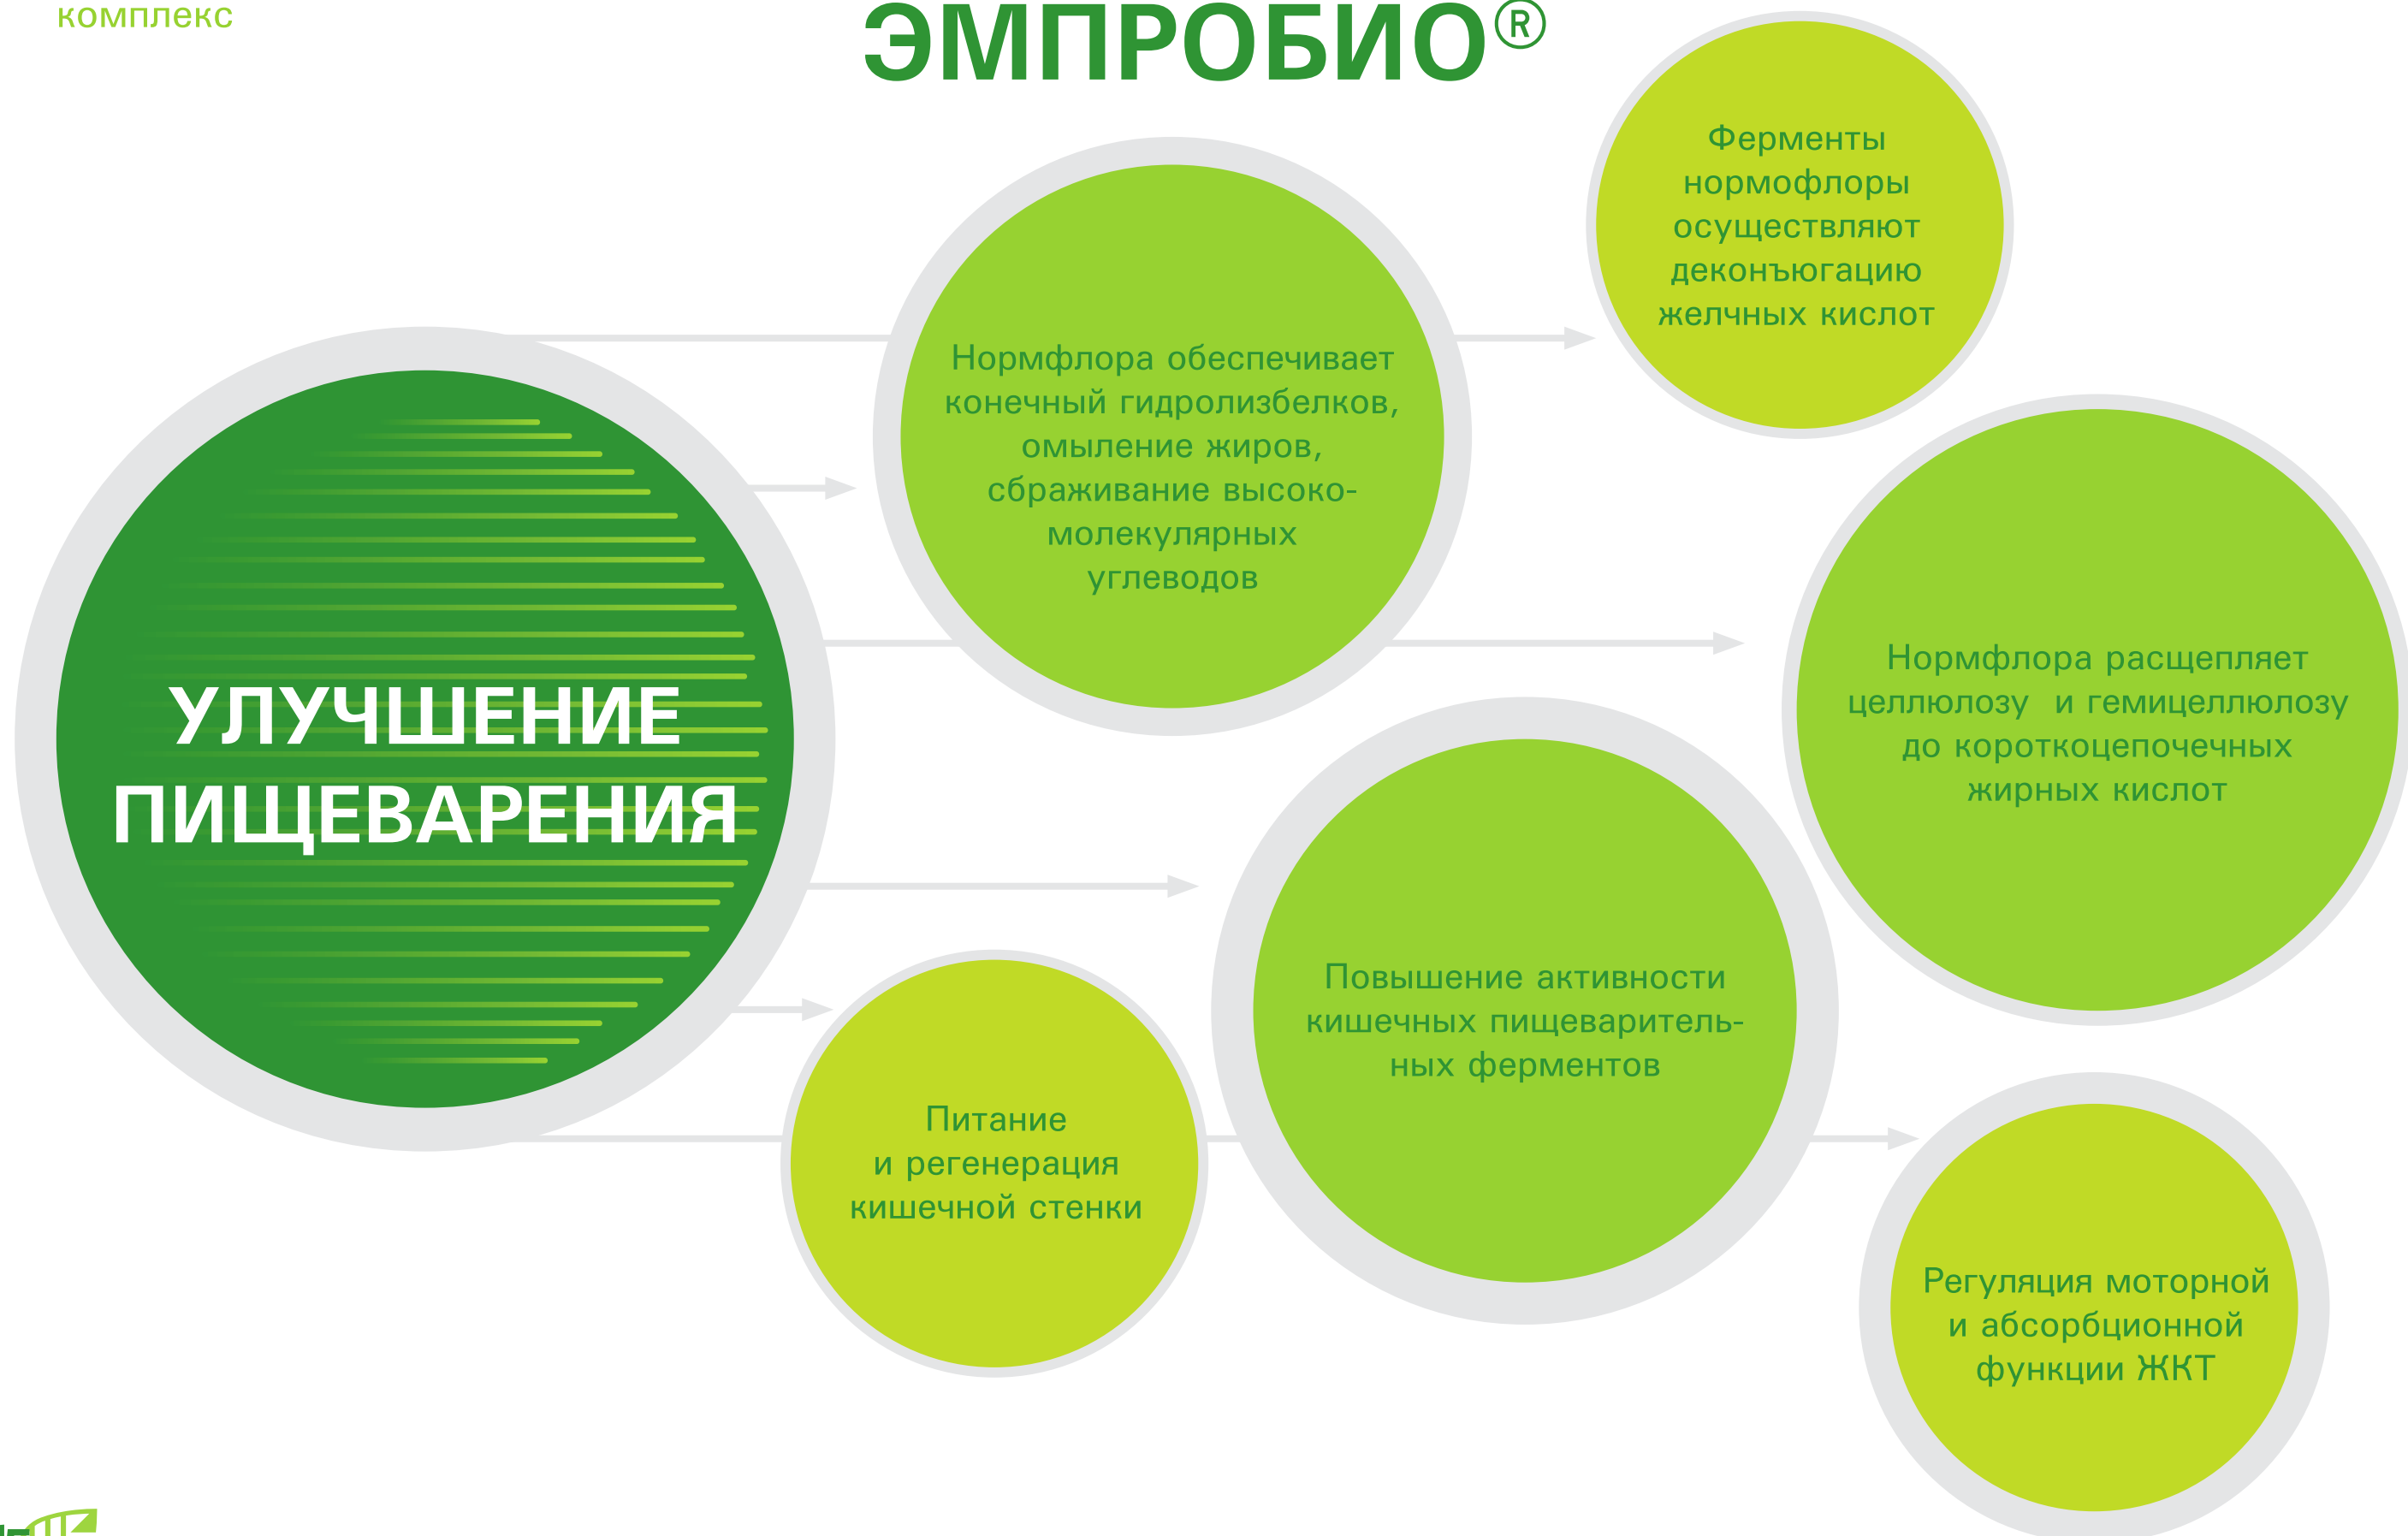 комплекс
ЭМПРОБИО®
Ферменты
нормофлоры
осуществляют
деконъюгацию
желчных кислот
Нормфлора обеспечивает
конечный гидролизбелков,
омыление жиров,
сбраживание высоко-
молекулярных
углеводов
Нормфлора расщепляет
целлюлозу и гемицеллюлозу
до короткоцепочечных
жирных кислот
УЛУЧШЕНИЕ
ПИЩЕВАРЕНИЯ
Повышение активности
кишечных пищеваритель-
ных ферментов
Питание
и регенерация
кишечной стенки
Регуляция моторной
и абсорбционной
функции ЖКТ